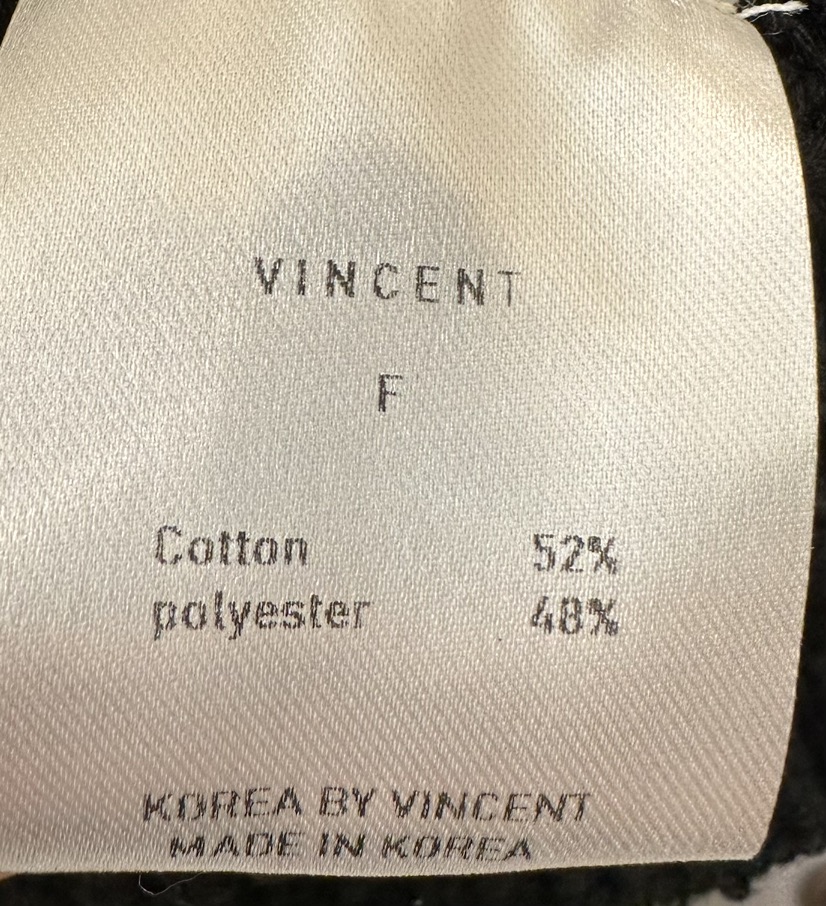 VINCENT
F
Cotton 52%
polyester 48%
KOREA BY VINCENT
MADE IN KOREA